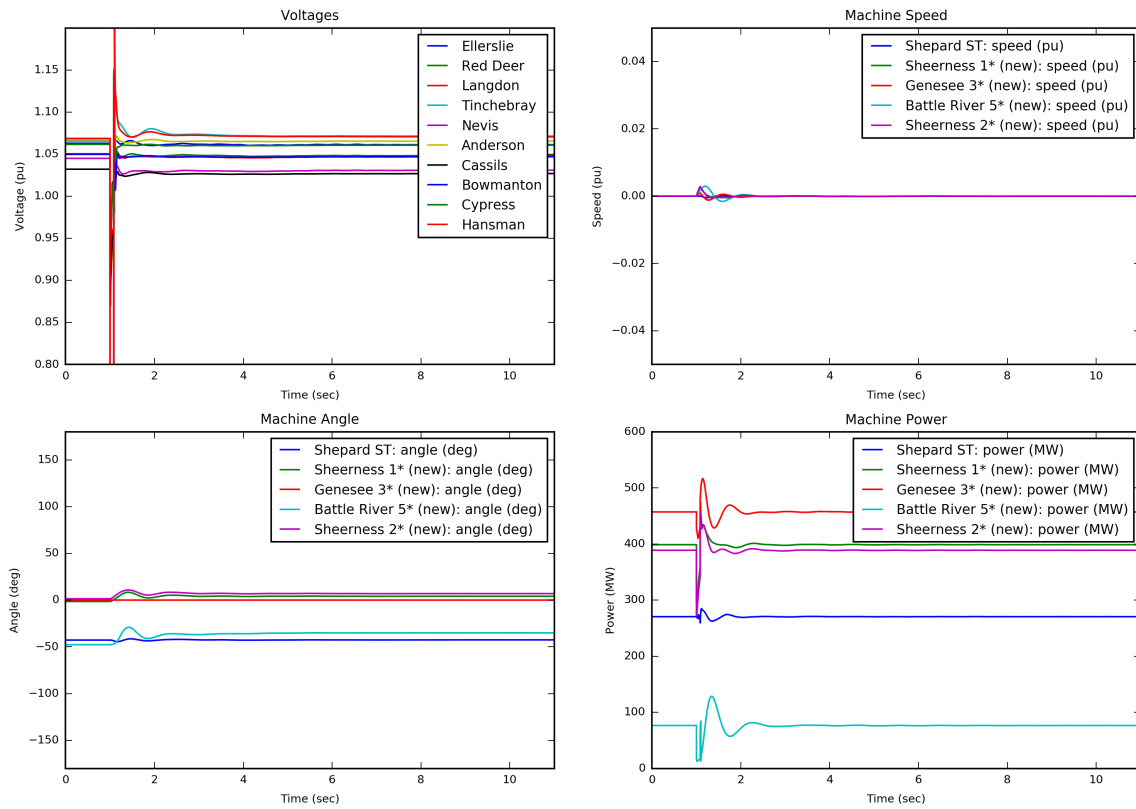 Voltages
1.15
1.10
1.05
1.00
0.95
0.90
0.85
0.80
Voltage (pu)
Ellerslie
Red Deer
Langdon
Tinchebray
Nevis
Anderson
Cassils
Bowmanton
Cypress
Hansman
0 2 4 6 8 10
Time (sec)
Machine Speed
0.04
0.02
0.00
−0.02
−0.04
Speed (pu)
Shepard ST: speed (pu)
Sheerness 1* (new): speed (pu)
Genesee 3* (new): speed (pu)
Battle River 5* (new): speed (pu)
Sheerness 2* (new): speed (pu)
0 2 4 6 8 10
Time (sec)
Machine Angle
150
100
50
0
−50
−100
−150
Angle (deg)
Shepard ST: angle (deg)
Sheerness 1* (new): angle (deg)
Genesee 3* (new): angle (deg)
Battle River 5* (new): angle (deg)
Sheerness 2* (new): angle (deg)
0 2 4 6 8 10
Time (sec)
Machine Power
600
500
400
300
200
100
0
Power (MW)
Shepard ST: power (MW)
Sheerness 1* (new): power (MW)
Genesee 3* (new): power (MW)
Battle River 5* (new): power (MW)
Sheerness 2* (new): power (MW)
0 2 4 6 8 10
Time (sec)